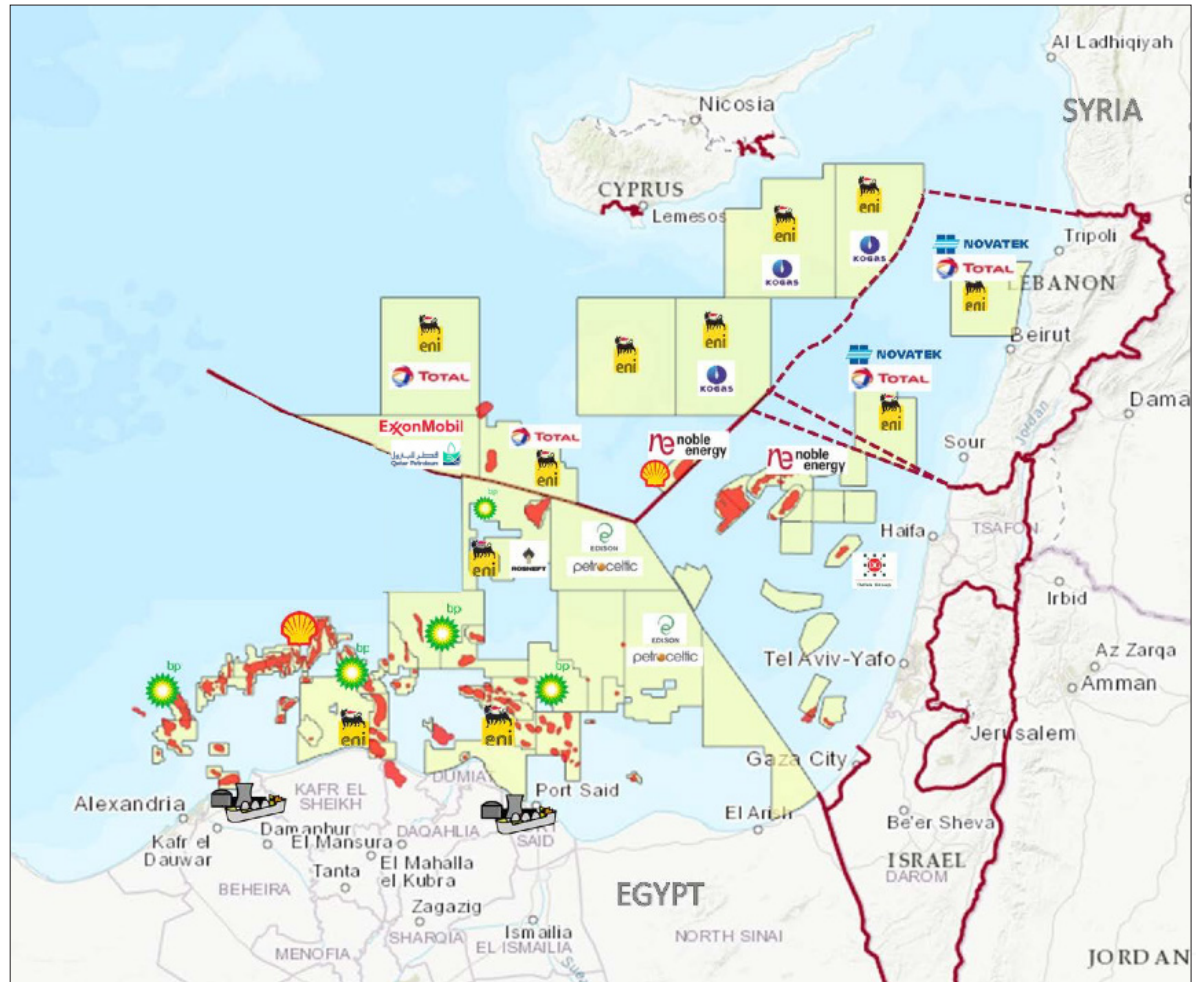 Al Ladhiqiyah
Nicosia
SYRIA
CYPRUS
Lemesos
eni
eni
KOGAS
KOGAS
NOVATEK
TOTAL
Tripoli
eni
LEBANON
Beirut
eni
TOTAL
eni
eni
KOGAS
NOVATEK
TOTAL
eni
Dama
Jordan
Sour
ExxonMobil
قطر للبترول
Qatar Petroleum
TOTAL
eni
noble
energy
noble
energy
bp
eni
ROSNEFT
EDISON
petroceltic
Haifa
TSAFON
Irbid
bp
bp
bp
bp
EDISON
petroceltic
Tel Aviv-Yafo
Az Zarqa
Amman
eni
eni
Jerusalem
Gaza City
Alexandria
KAFR EL
SHEIKH
DUMIAT
Port Said
El Arish
Be'er Sheva
Kafr el
Dauwar
Damanhur
El Mansura
DAQAHLIA
SAID
ISRAEL
DAROM
BEHEIRA
Tanta
El Mahalla
el Kubra
EGYPT
Zagazig
SHARQIA
Ismailia
EL ISMAILIA
NORTH SINAI
MENOFIA
JORDAN